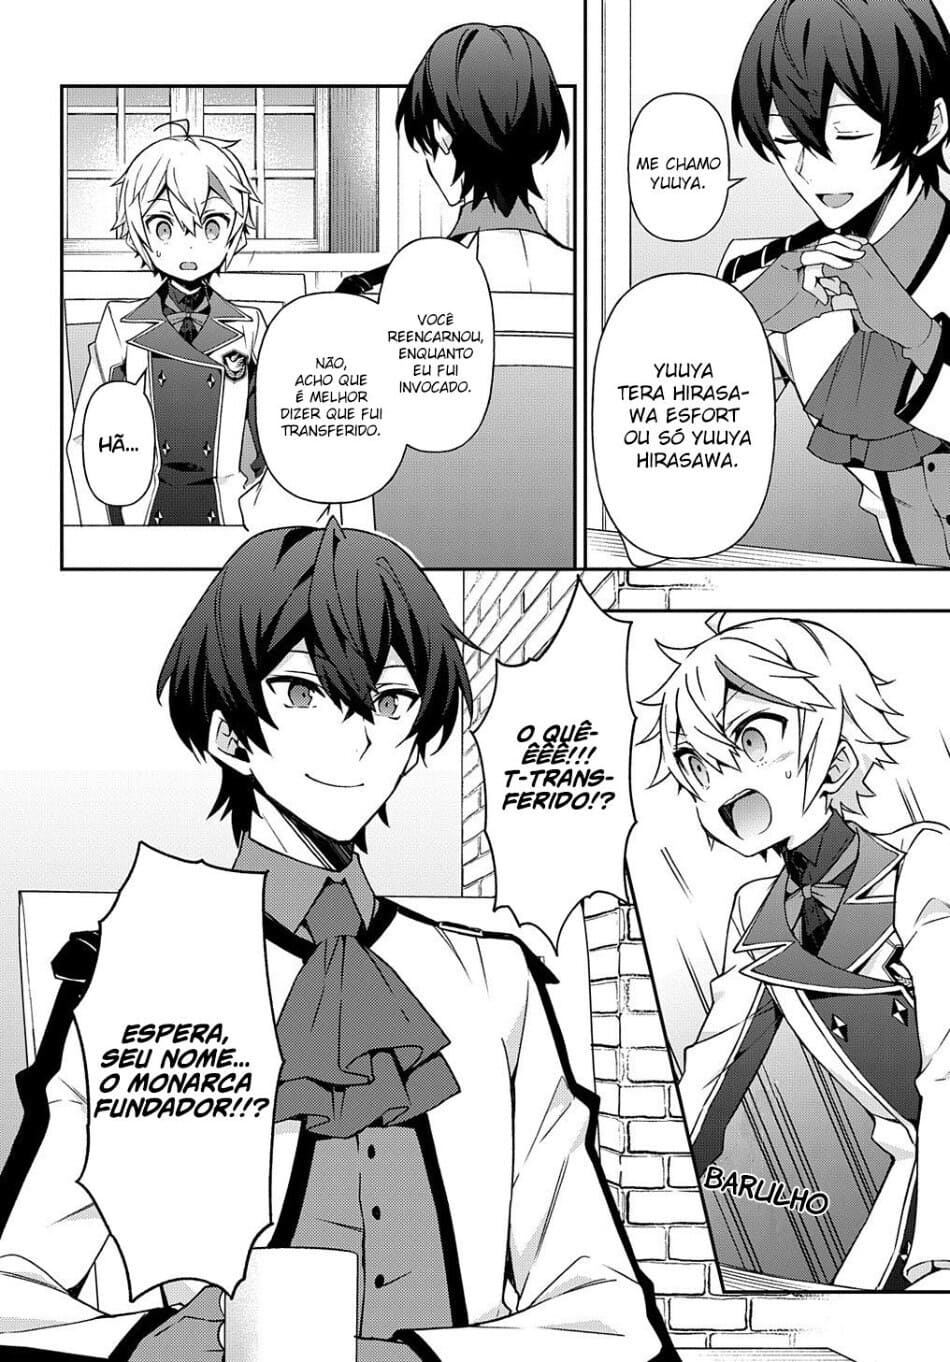 ME CHAMO
YUUYA.
YUUYA
TERA HIRASA-
WA ESFORT
OU SÓ YUUYA
HIRASAWA.
VOCÊ
REENCARNOU,
ENQUANTO
EU FUI
INVOCADO.
NÃO,
ACHO QUE
É MELHOR
DIZER QUE FUI
TRANSFERIDO.
HÃ...
O QUÊ-
ÊÊÊ!!!
T-TRANS-
FERIDO!?
BARULHO
ESPERA,
SEU NOME...
O MONARCA
FUNDADOR!!?